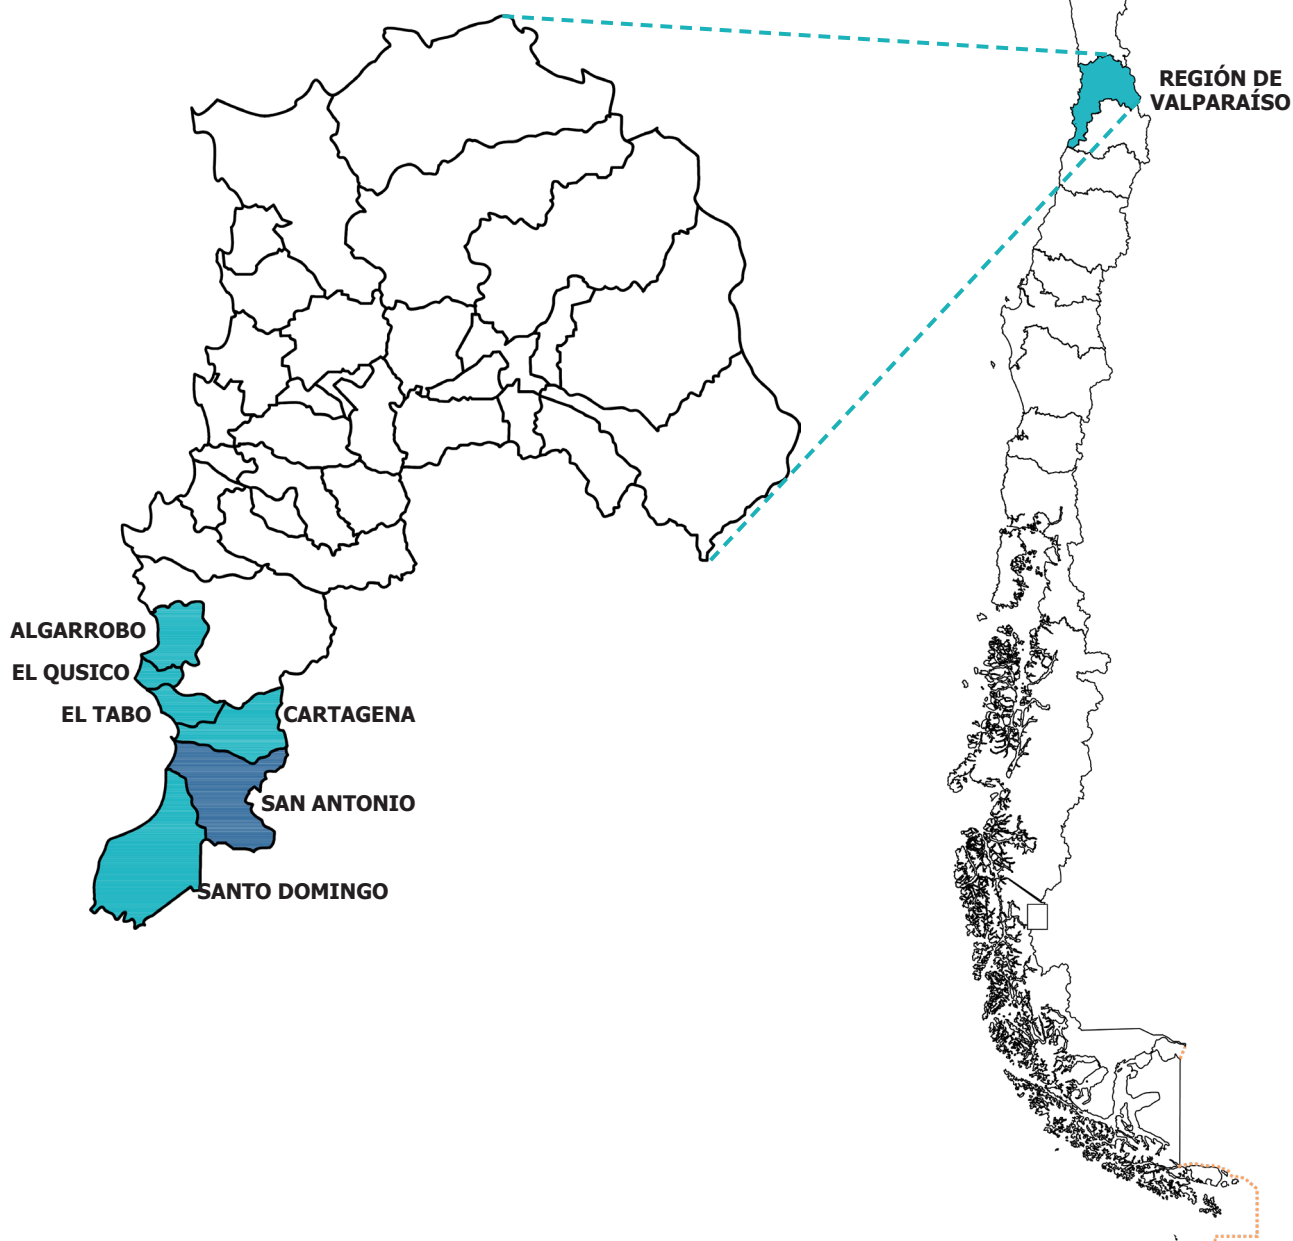 REGIÓN DE
VALPARAÍSO
ALGARROBO
EL QUSICO
EL TABO
CARTAGENA
SAN ANTONIO
SANTO DOMINGO